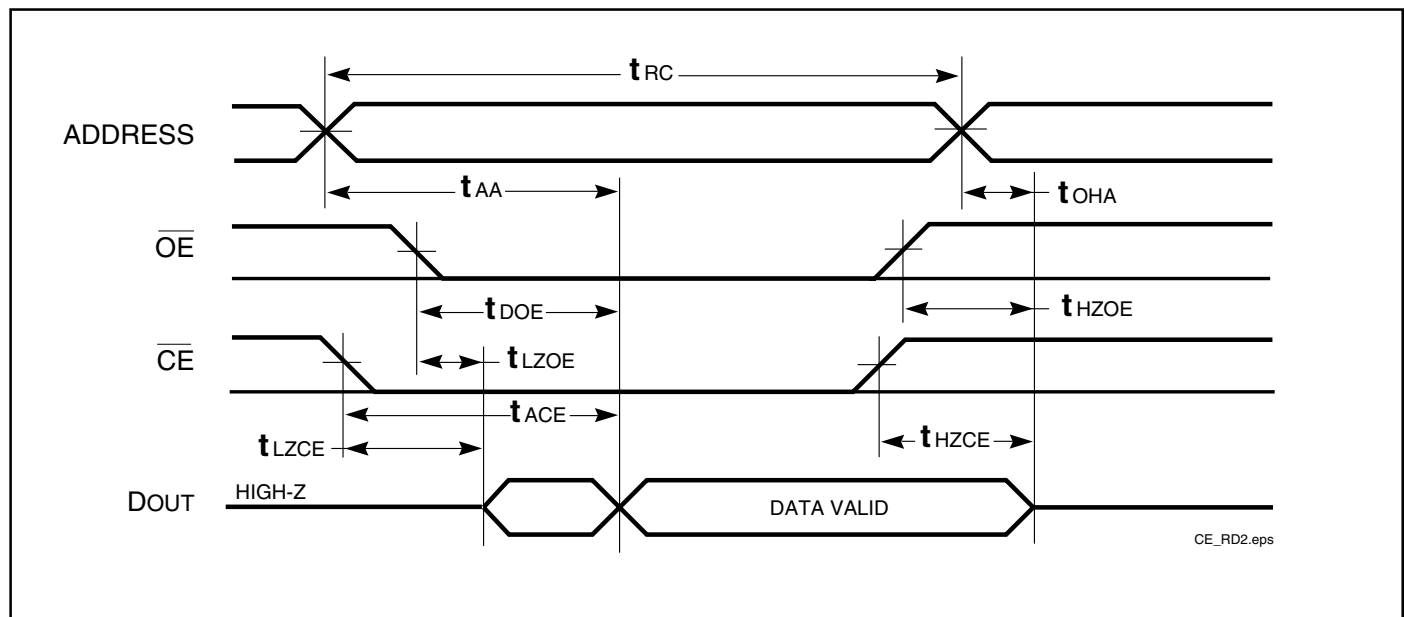 tRC
ADDRESS
tAA
tOHA
OE
tDOE
tHZOE
CE
tLZOE
tACE
tLZCE
tHZCE
DOUT
HIGH-Z
DATA VALID
CE_RD2.eps